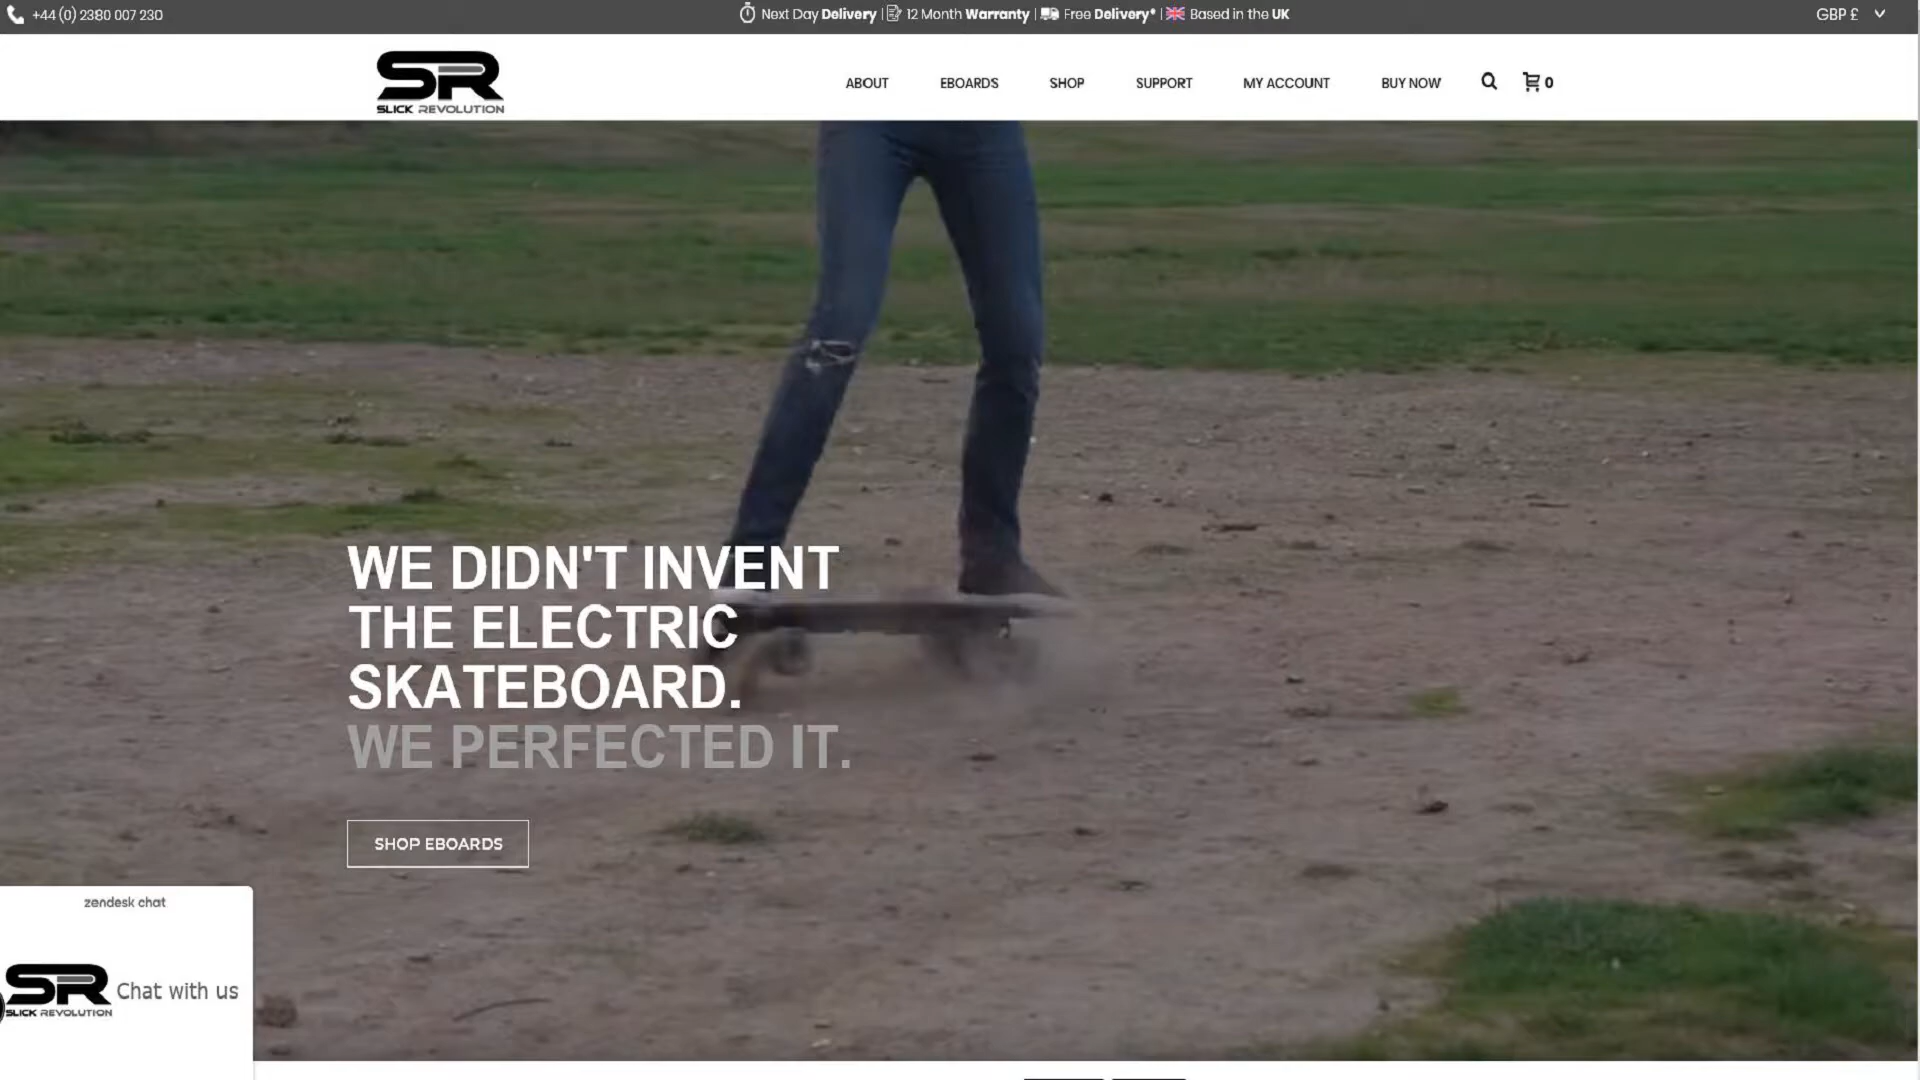 +44 (0) 2380 007 230
Next Day Delivery | 12 Month Warranty | Free Delivery* | Based in the UK
GBP £
SR
SLICK REVOLUTION
ABOUT
EBOARDS
SHOP
SUPPORT
MY ACCOUNT
BUY NOW
0
WE DIDN'T INVENT
THE ELECTRIC
SKATEBOARD.
WE PERFECTED IT.
SHOP EBOARDS
zendesk chat
SR
SLICK REVOLUTION
Chat with us